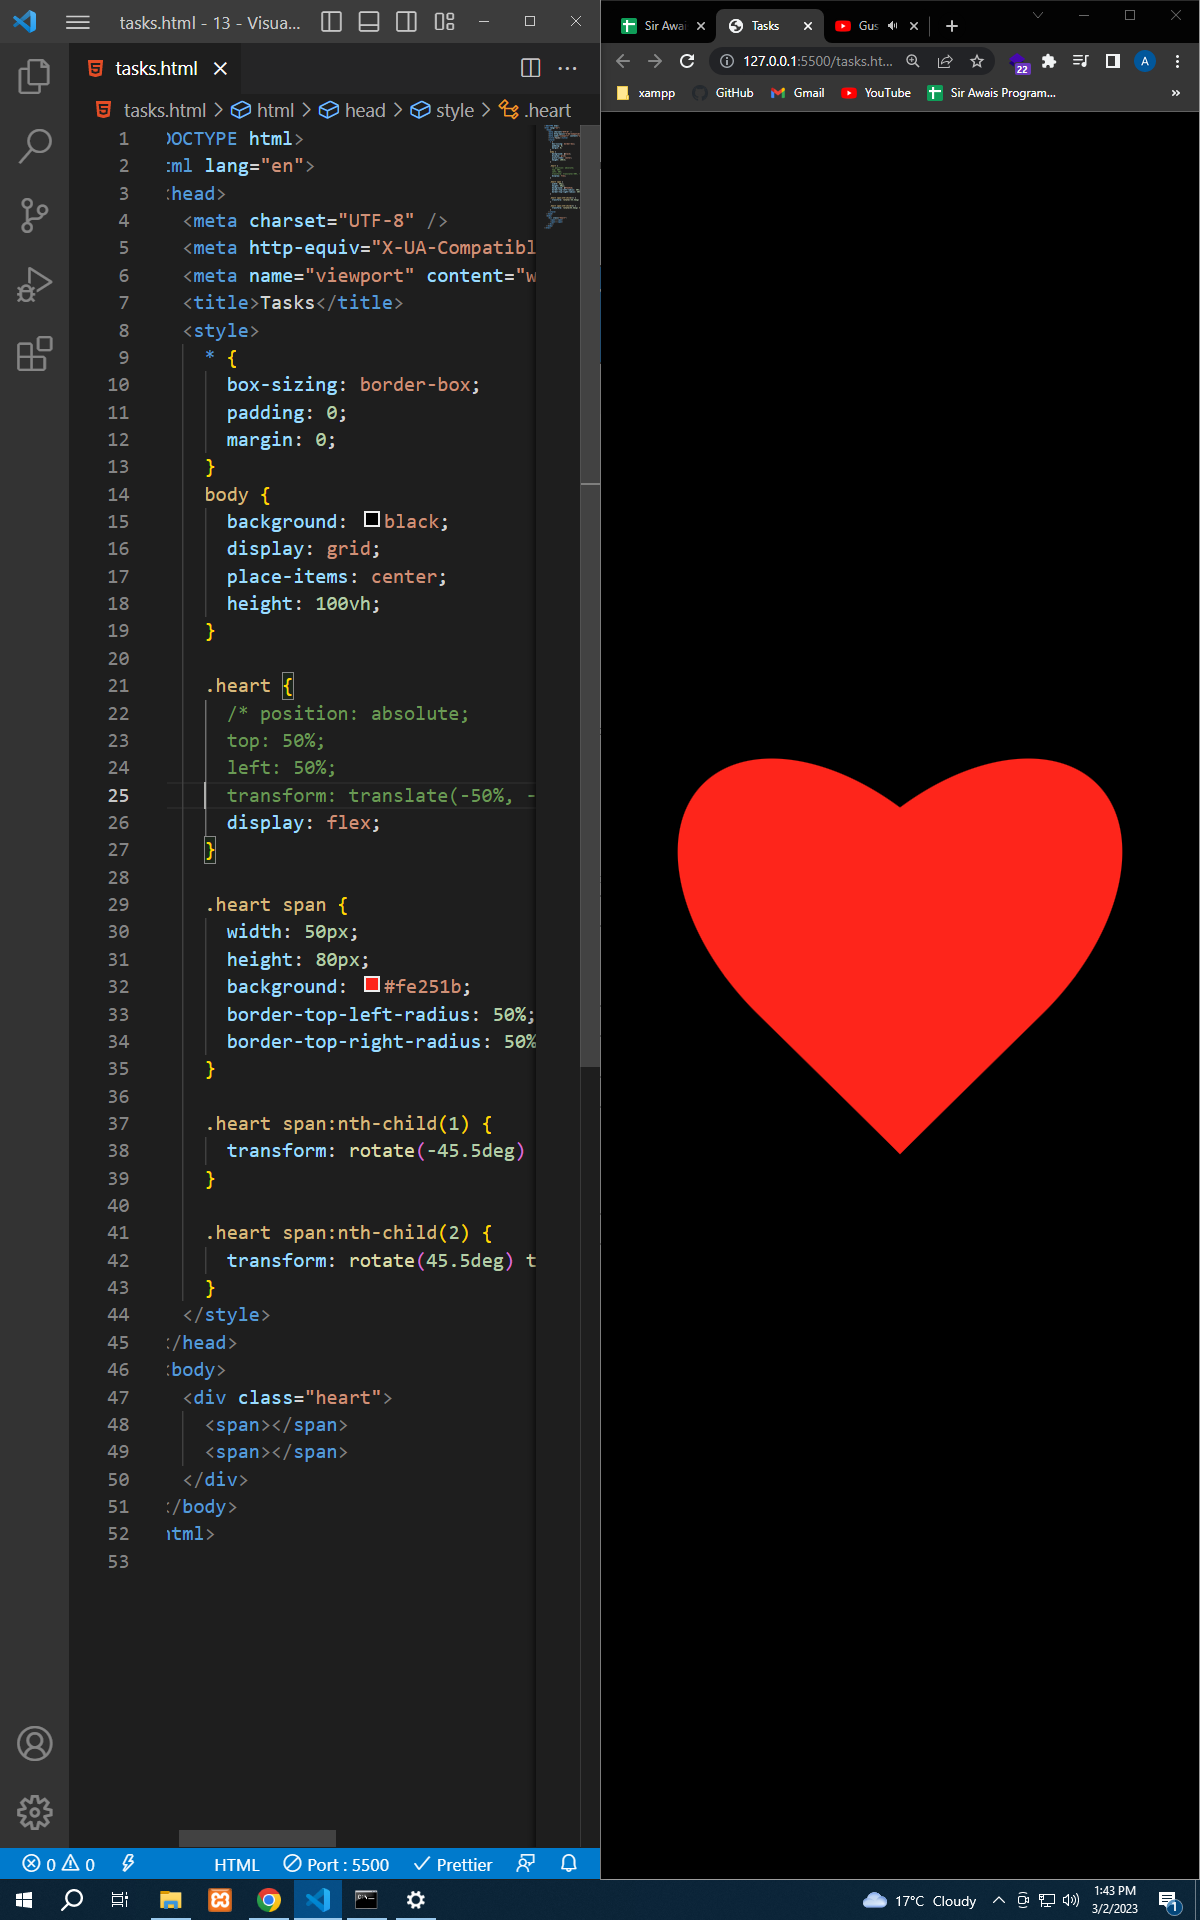 tasks.html - 13 - Visua...
tasks.html
tasks.html > html > head > style > .heart
1 DOCTYPE html>
2 tml lang="en">
3 <head>
4 <meta charset="UTF-8" />
5 <meta http-equiv="X-UA-Compatibl
6 <meta name="viewport" content="w
7 <title>Tasks</title>
8 <style>
9 * {
10 box-sizing: border-box;
11 padding: 0;
12 margin: 0;
13 }
14 body {
15 background: black;
16 display: grid;
17 place-items: center;
18 height: 100vh;
19 }
20
21 .heart {
22 /* position: absolute;
23 top: 50%;
24 left: 50%;
25 transform: translate(-50%, -
26 display: flex;
27 }
28
29 .heart span {
30 width: 50px;
31 height: 80px;
32 background: #fe251b;
33 border-top-left-radius: 50%;
34 border-top-right-radius: 50%
35 }
36
37 .heart span:nth-child(1) {
38 transform: rotate(-45.5deg)
39 }
40
41 .heart span:nth-child(2) {
42 transform: rotate(45.5deg) t
43 }
44 </style>
45 </head>
46 <body>
47 <div class="heart">
48 <span></span>
49 <span></span>
50 </div>
51 </body>
52 html>
53
0 0 HTML Port : 5500 Prettier
Sir Awai Tasks Gus
127.0.0.1:5500/tasks.ht... 22 A
xampp GitHub Gmail YouTube Sir Awais Program... »
17°C Cloudy
1:43 PM
3/2/2023
1